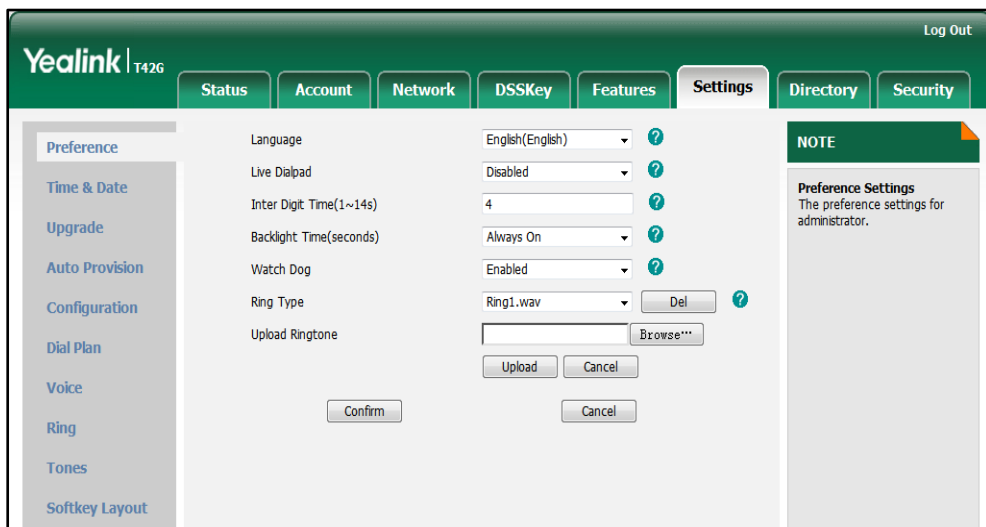 Log Out
Yealink T42G
Status Account Network DSSKey Features Settings Directory Security
Preference
Time & Date
Upgrade
Auto Provision
Configuration
Dial Plan
Voice
Ring
Tones
Softkey Layout
Language English(English) ?
Live Dialpad Disabled ?
Inter Digit Time(1~14s) 4 ?
Backlight Time(seconds) Always On ?
Watch Dog Enabled ?
Ring Type Ring1.wav Del ?
Upload Ringtone Browse...
Upload Cancel
Confirm Cancel
NOTE
Preference Settings
The preference settings for
administrator.